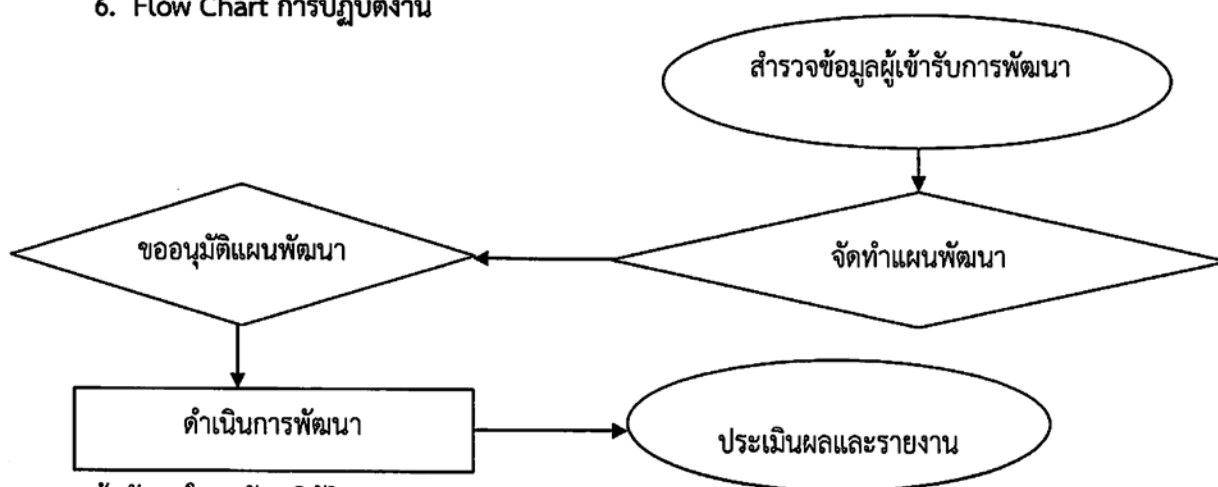 6. Flow Chart การปฏิบัติงาน
สำรวจข้อมูลผู้เข้ารับการพัฒนา
จัดทำแผนพัฒนา
ขออนุมัติแผนพัฒนา
ดำเนินการพัฒนา
ประเมินผลและรายงาน